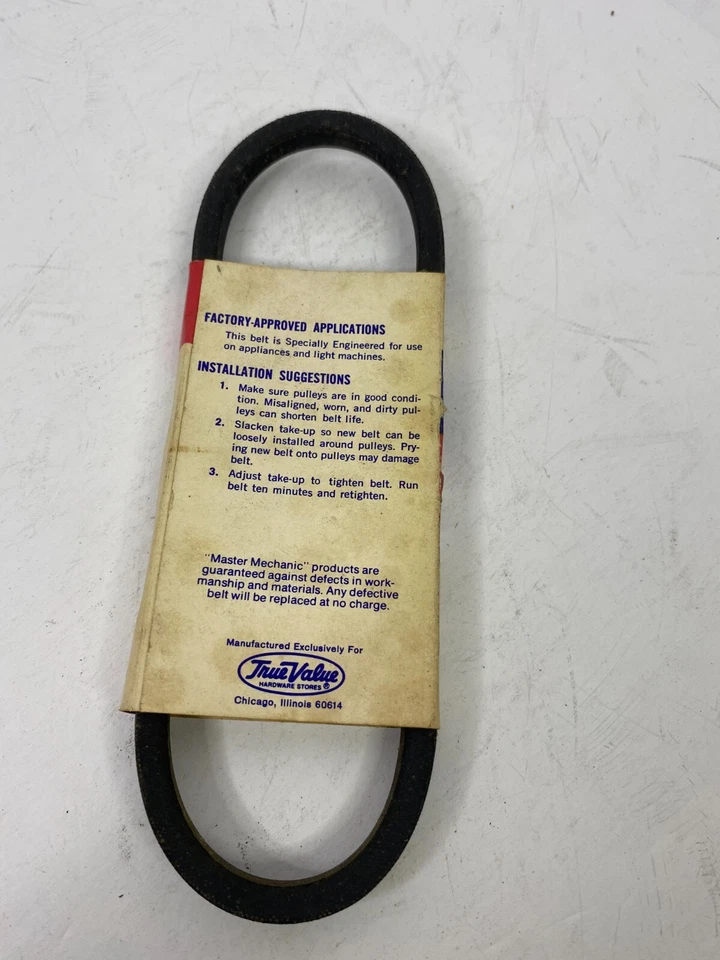 FACTORY-APPROVED APPLICATIONS
This belt is Specially Engineered for use
on appliances and light machines.
INSTALLATION SUGGESTIONS
1. Make sure pulleys are in good condi-
tion. Misaligned, worn, and dirty pul-
leys can shorten belt life.
2. Slacken take-up so new belt can be
loosely installed around pulleys. Pry-
ing new belt onto pulleys may damage
belt.
3. Adjust take-up to tighten belt. Run
belt ten minutes and retighten.
"Master Mechanic" products are
guaranteed against defects in work-
manship and materials. Any defective
belt will be replaced at no charge.
Manufactured Exclusively For
True Value
HARDWARE STORES®
Chicago, Illinois 60614